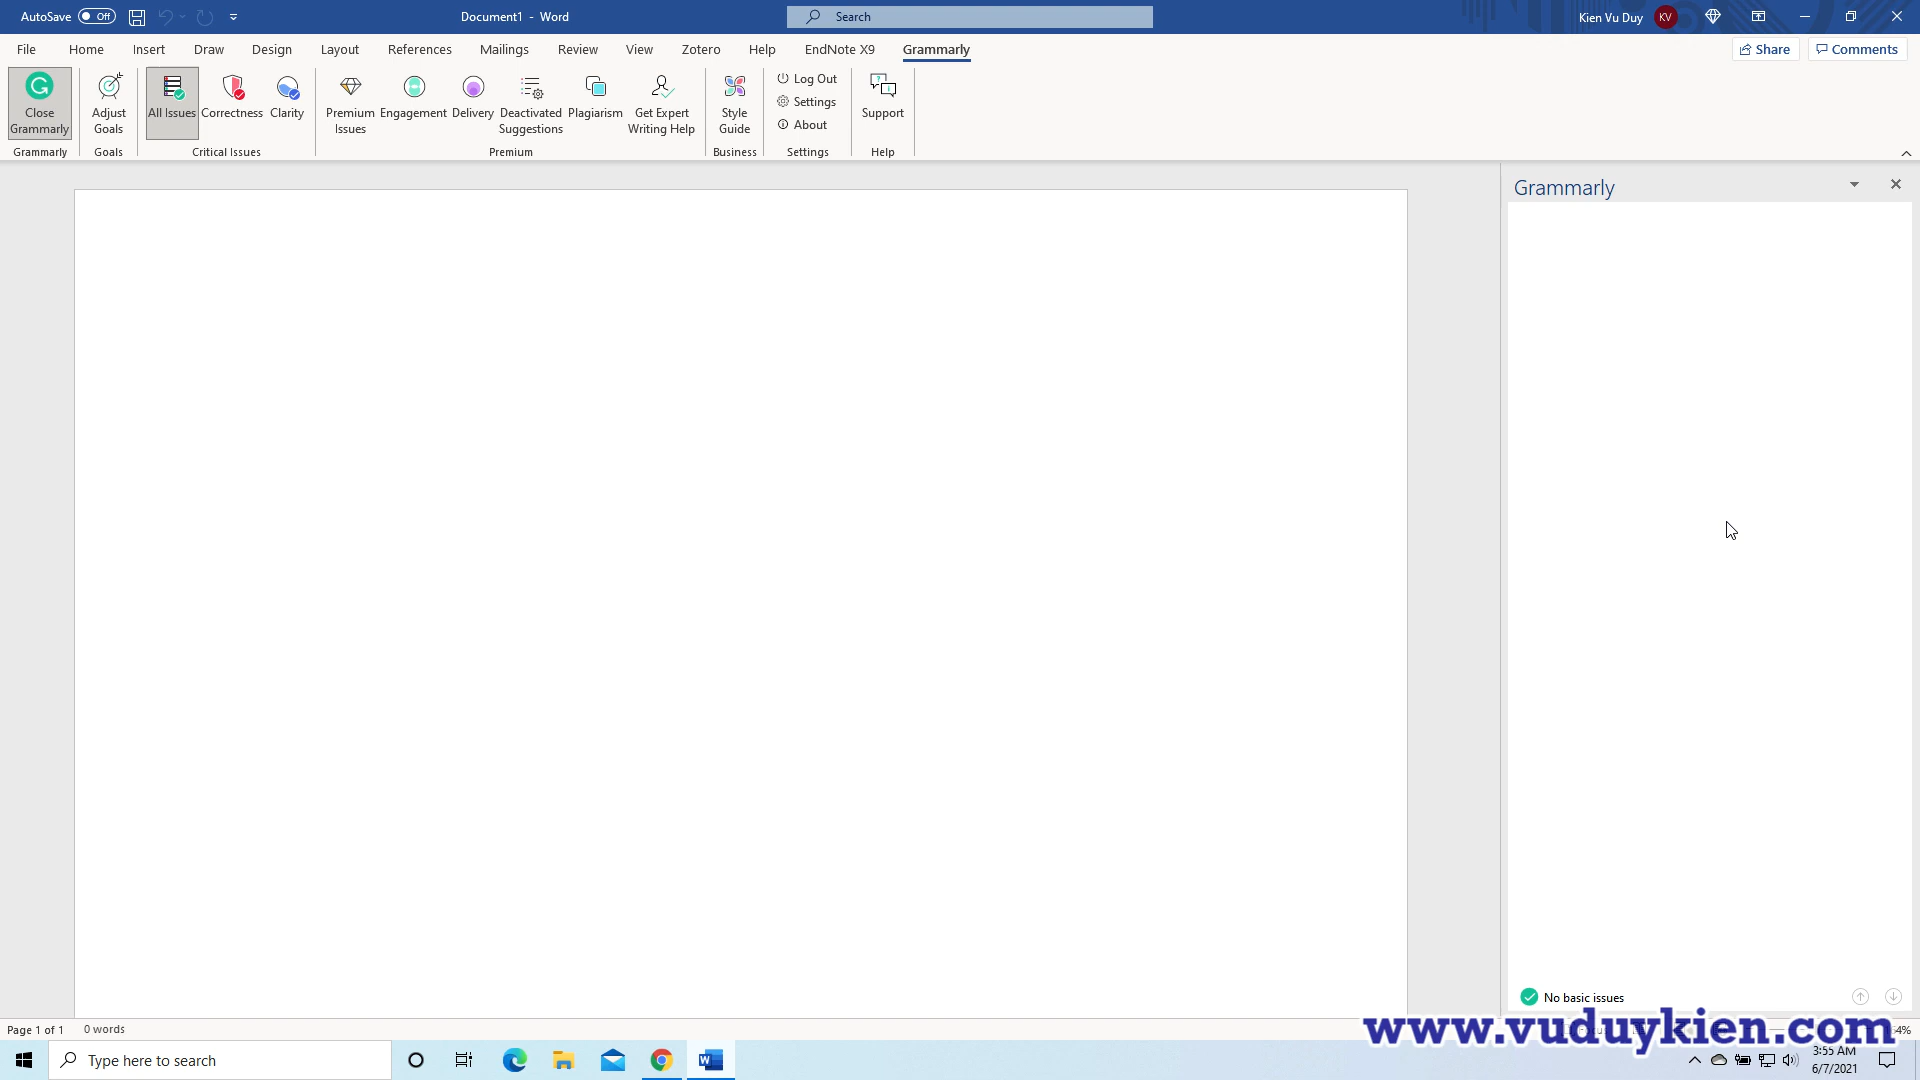 AutoSave Off Document1 - Word Search Kien Vu Duy KV
File Home Insert Draw Design Layout References Mailings Review View Zotero Help EndNote X9 Grammarly Share Comments
Close Grammarly
Adjust Goals
All Issues
Correctness
Clarity
Premium Issues
Engagement
Delivery
Deactivated Suggestions
Plagiarism
Get Expert Writing Help
Style Guide
Log Out
Settings
About
Support
Grammarly Goals Critical Issues Premium Business Settings Help
Grammarly
No basic issues
Page 1 of 1 0 words
www.vuduykien.com
Type here to search
3:55 AM
6/7/2021